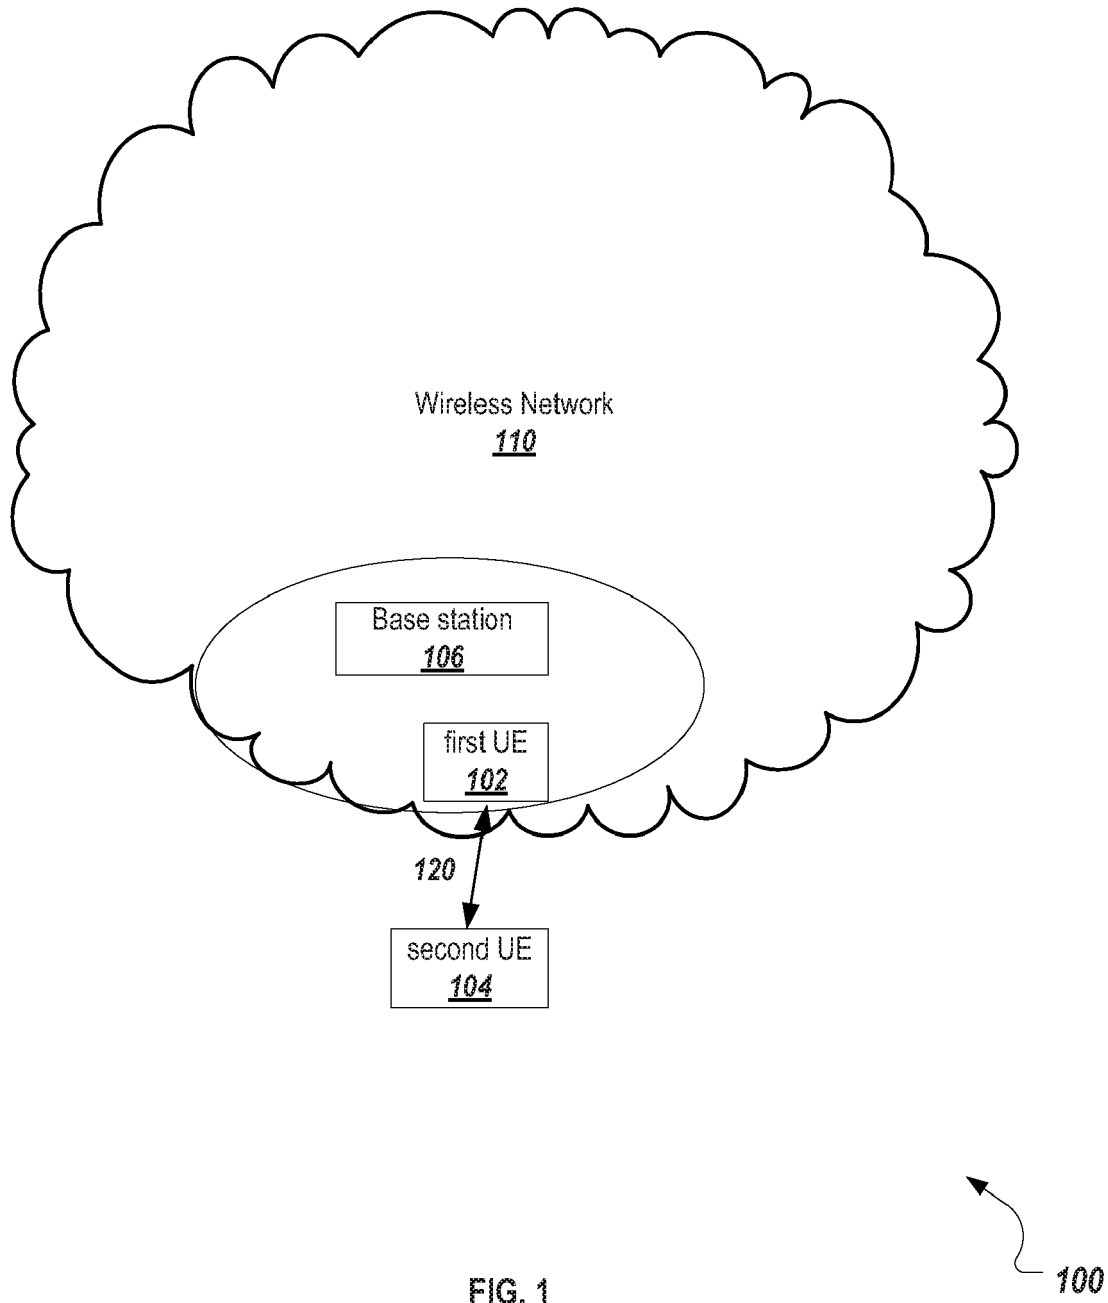 Wireless Network
110
Base station
106
first UE
102
120
second UE
104
100
FIG. 1